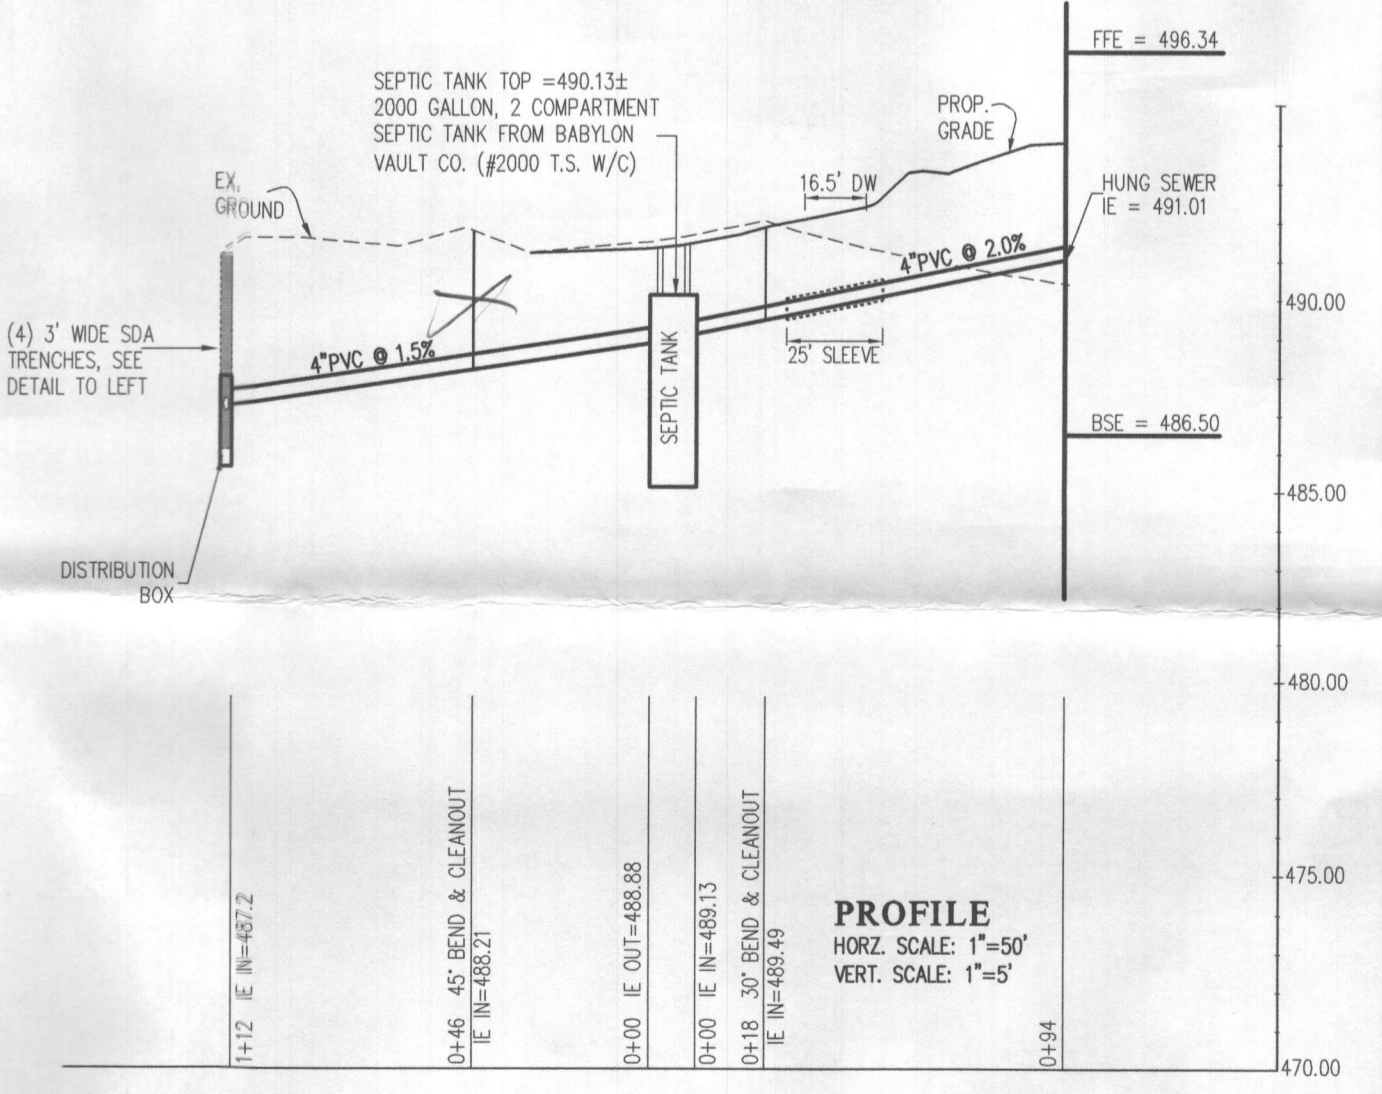 FFE = 496.34
SEPTIC TANK TOP =490.13±
2000 GALLON, 2 COMPARTMENT
SEPTIC TANK FROM BABYLON
VAULT CO. (#2000 T.S. W/C)
PROP.
GRADE
EX.
GROUND
16.5' DW
HUNG SEWER
IE = 491.01
4"PVC @ 2.0%
490.00
(4) 3' WIDE SDA
TRENCHES, SEE
DETAIL TO LEFT
4"PVC @ 1.5%
SEPTIC TANK
25' SLEEVE
BSE = 486.50
485.00
DISTRIBUTION
BOX
480.00
475.00
1+12 IE IN=487.2
0+46 45° BEND & CLEANOUT
IE IN=488.21
0+00 IE OUT=488.88
0+00 IE IN=489.13
0+18 30° BEND & CLEANOUT
IE IN=489.49
PROFILE
HORZ. SCALE: 1"=50'
VERT. SCALE: 1"=5'
0+94
470.00